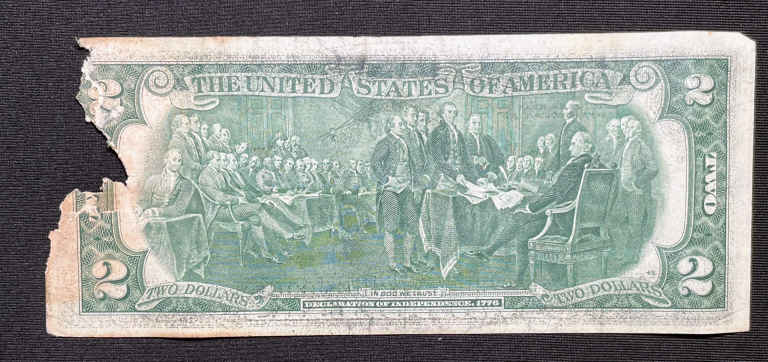 2 THE UNITED STATES OF AMERICA 2
TWO
IN GOD WE TRUST
2 TWO DOLLARS TWO DOLLARS 2
DECLARATION OF INDEPENDENCE, 1776